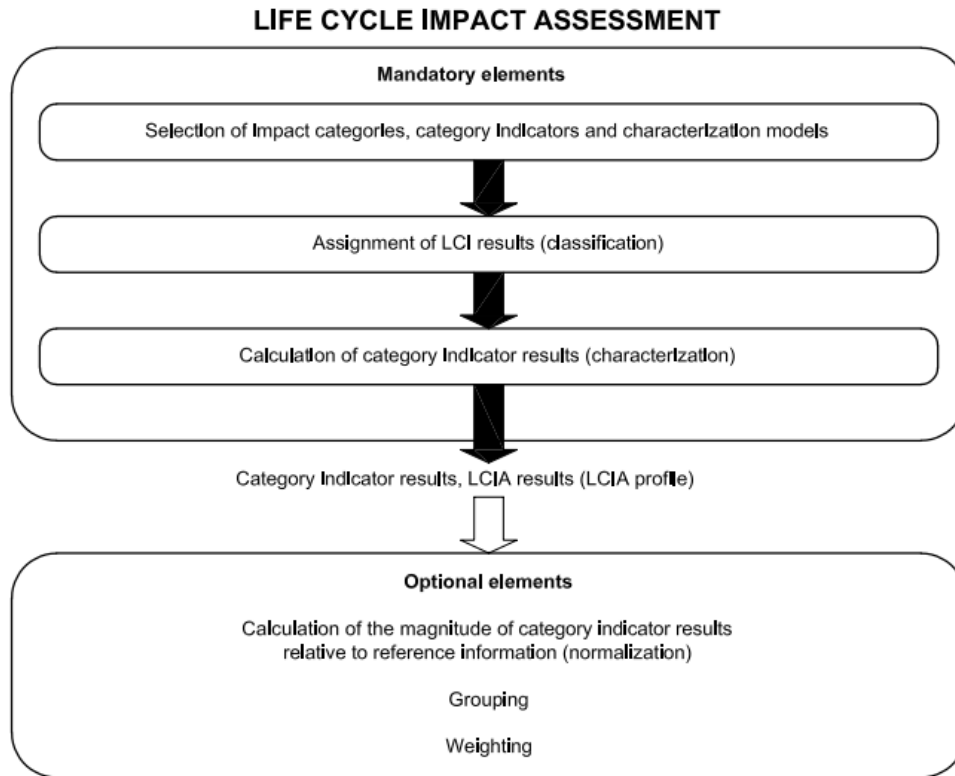 LIFE CYCLE IMPACT ASSESSMENT
Mandatory elements
Selection of Impact categories, category Indicators and characterization models
Assignment of LCI results (classification)
Calculation of category Indicator results (characterization)
Category Indicator results, LCIA results (LCIA profile)
Optional elements
Calculation of the magnitude of category indicator results
relative to reference information (normalization)
Grouping
Weighting